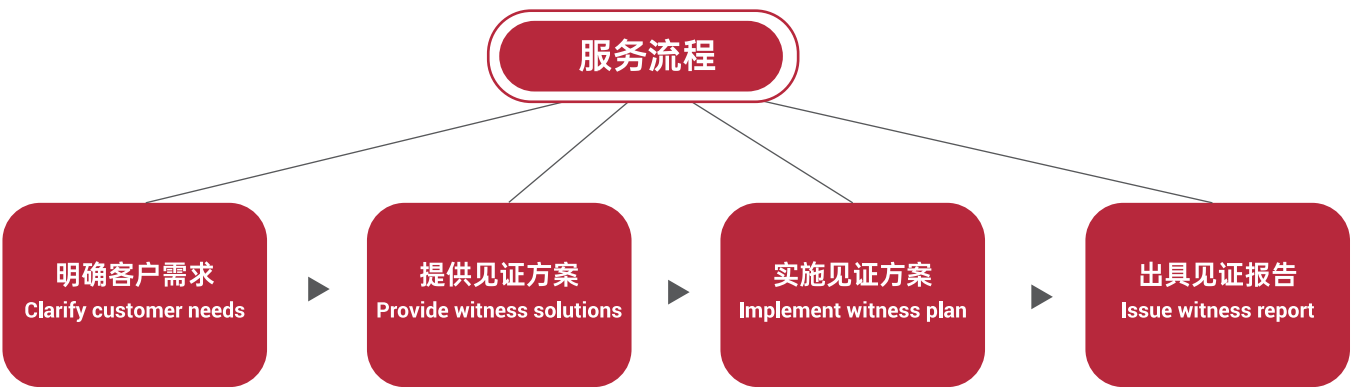 服务流程
明确客户需求
Clarify customer needs
提供见证方案
Provide witness solutions
实施见证方案
Implement witness plan
出具见证报告
Issue witness report